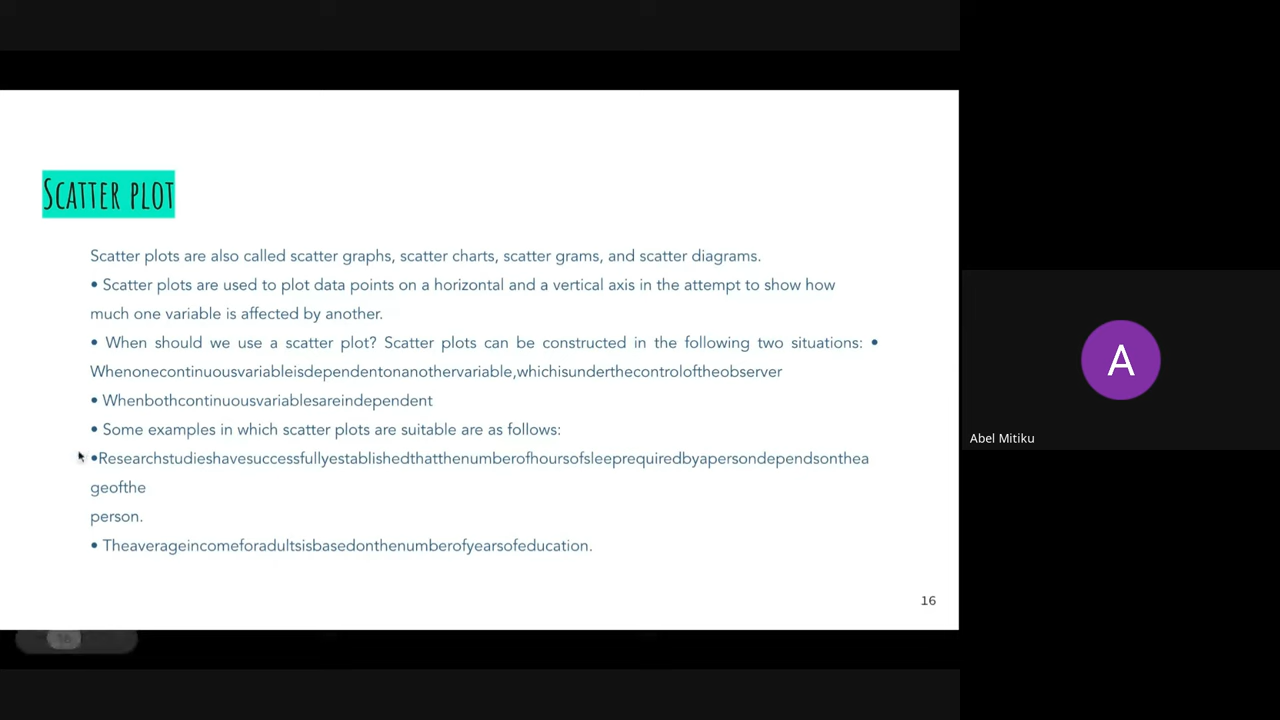 SCATTER PLOT
Scatter plots are also called scatter graphs, scatter charts, scatter grams, and scatter diagrams.
• Scatter plots are used to plot data points on a horizontal and a vertical axis in the attempt to show how
much one variable is affected by another.
• When should we use a scatter plot? Scatter plots can be constructed in the following two situations: •
Whenonecontinuousvariableisdependentonanothervariable,whichisunderthecontroloftheobserver
• Whenbothcontinuousvariablesareindependent
• Some examples in which scatter plots are suitable are as follows:
•Researchstudieshavesuccessfullyestablishedthatthenumberofhoursofsleeprequiredbyapersondependsonthea
geofthe
person.
• Theaverageincomeforadultsisbasedonthenumberofyearsofeducation.
16
16
A
Abel Mitiku